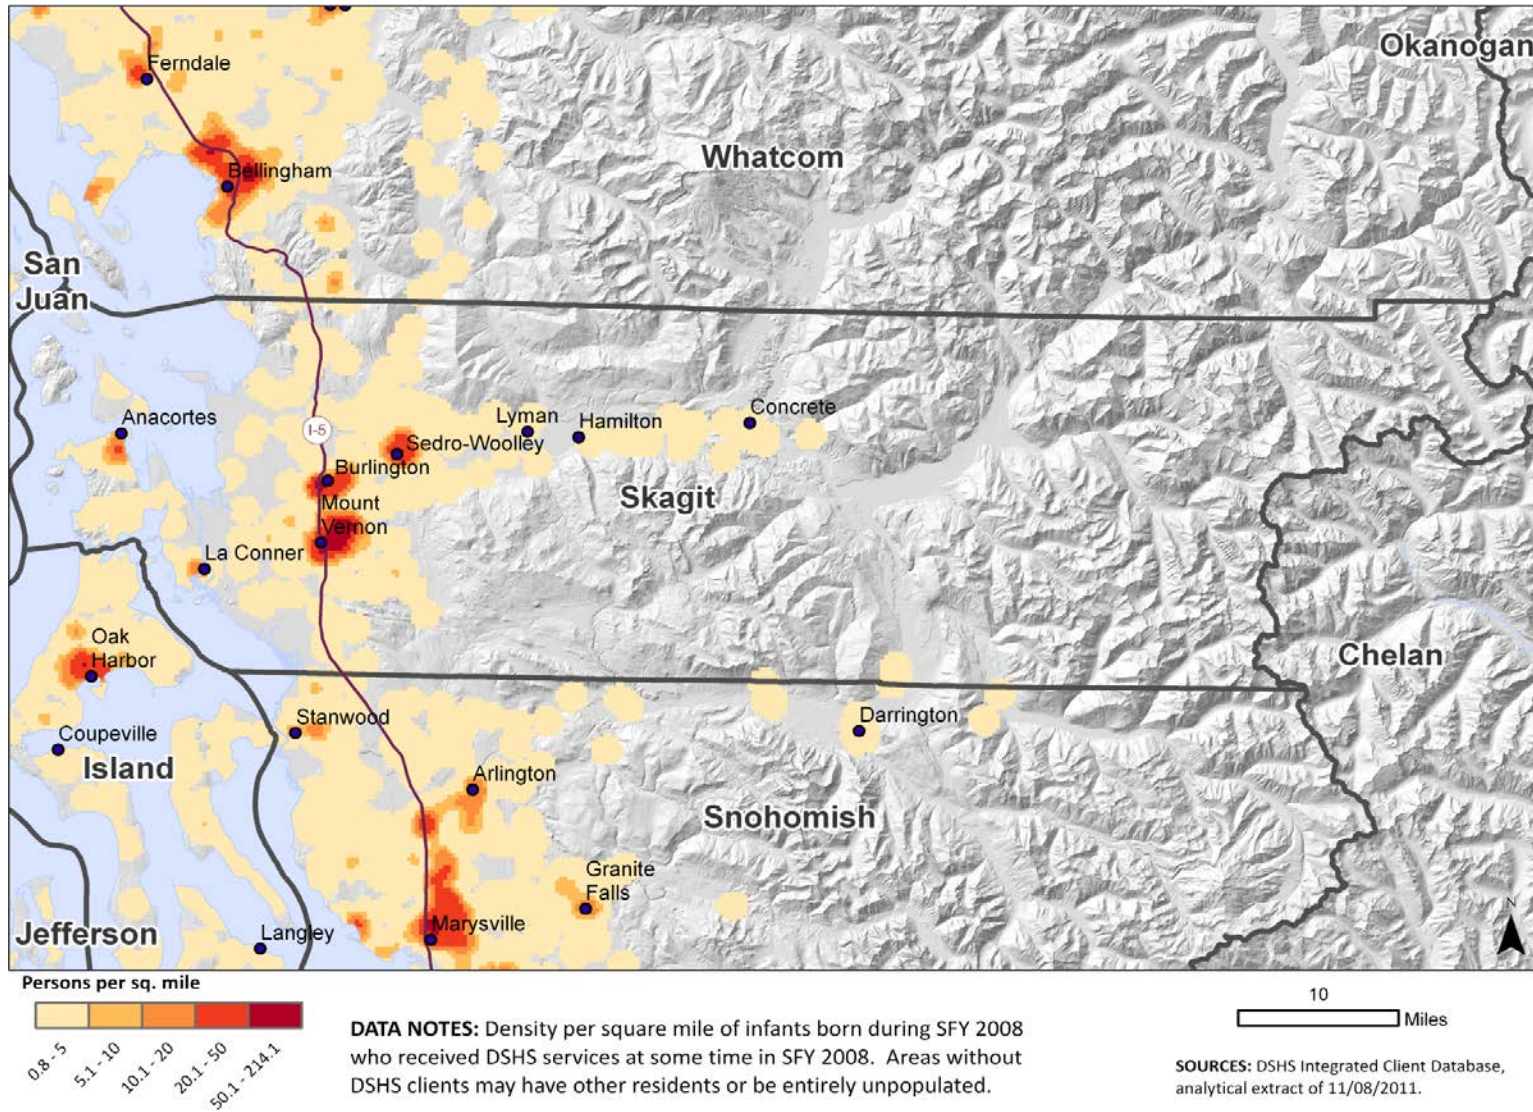 Okanogan
Ferndale
Whatcom
Bellingham
San
Juan
Anacortes
I-5
Lyman
Hamilton
Concrete
Sedro-Woolley
Burlington
Skagit
Mount
Vernon
La Conner
Oak
Harbor
Chelan
Stanwood
Darrington
Coupeville
Island
Arlington
Snohomish
Granite
Falls
Jefferson
Langley
Marysville
N
Persons per sq. mile
0.8 - 5
5.1 - 10
10.1 - 20
20.1 - 50
50.1 - 214.1
DATA NOTES: Density per square mile of infants born during SFY 2008
who received DSHS services at some time in SFY 2008. Areas without
DSHS clients may have other residents or be entirely unpopulated.
10
Miles
SOURCES: DSHS Integrated Client Database,
analytical extract of 11/08/2011.